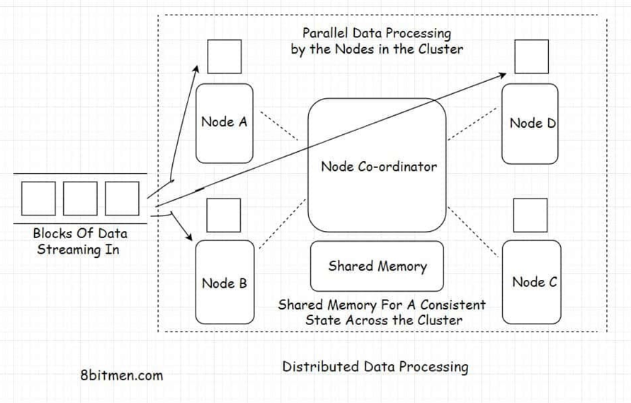 Parallel Data Processing
by the Nodes in the Cluster
Node A
Node D
Node Co-ordinator
Blocks Of Data
Streaming In
Node B
Shared Memory
Node C
Shared Memory For A Consistent
State Across the Cluster
Distributed Data Processing
8bitmen.com